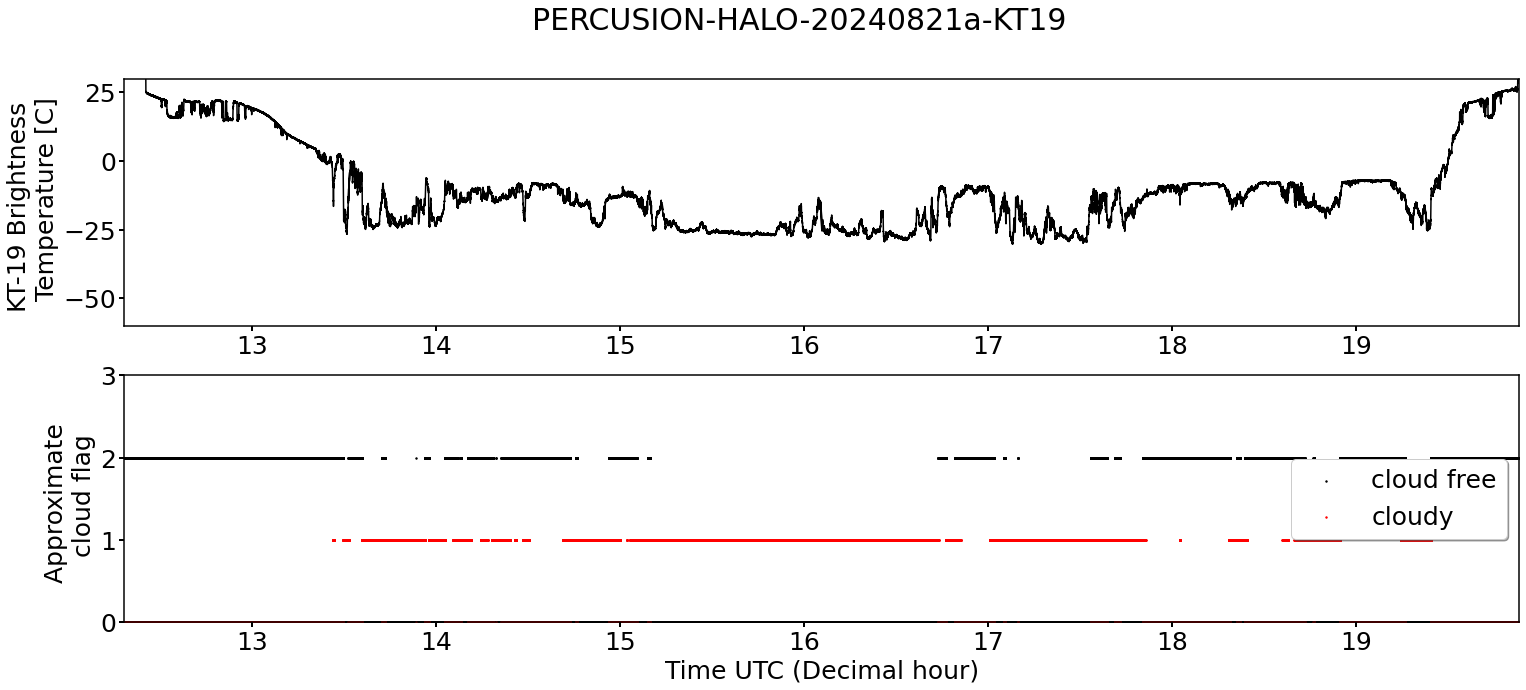 PERCUSION-HALO-20240821a-KT19
KT-19 Brightness
Temperature [C]
25
0
−25
−50
13 14 15 16 17 18 19
Approximate
cloud flag
3
2
1
0
cloud free
cloudy
13 14 15 16 17 18 19
Time UTC (Decimal hour)